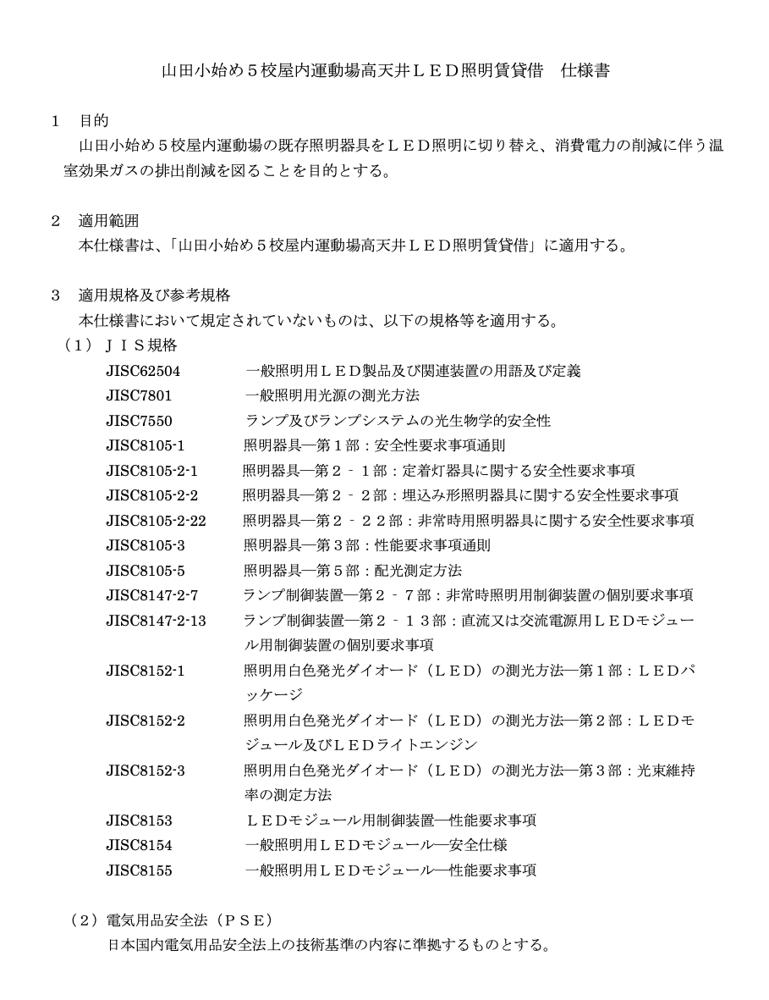 山田小始め５校屋内運動場高天井ＬＥＤ照明賃貸借　仕様書
１　目的
山田小始め５校屋内運動場の既存照明器具をＬＥＤ照明に切り替え、消費電力の削減に伴う温
室効果ガスの排出削減を図ることを目的とする。
２　適用範囲
本仕様書は、「山田小始め５校屋内運動場高天井ＬＥＤ照明賃貸借」に適用する。
３　適用規格及び参考規格
本仕様書において規定されていないものは、以下の規格等を適用する。
（１）ＪＩＳ規格
JISC62504　一般照明用ＬＥＤ製品及び関連装置の用語及び定義
JISC7801　一般照明用光源の測光方法
JISC7550　ランプ及びランプシステムの光生物学的安全性
JISC8105-1　照明器具―第１部：安全性要求事項通則
JISC8105-2-1　照明器具―第２‐１部：定着灯器具に関する安全性要求事項
JISC8105-2-2　照明器具―第２‐２部：埋込み形照明器具に関する安全性要求事項
JISC8105-2-22　照明器具―第２‐２２部：非常時用照明器具に関する安全性要求事項
JISC8105-3　照明器具―第３部：性能要求事項通則
JISC8105-5　照明器具―第５部：配光測定方法
JISC8147-2-7　ランプ制御装置―第２‐７部：非常時照明用制御装置の個別要求事項
JISC8147-2-13　ランプ制御装置―第２‐１３部：直流又は交流電源用ＬＥＤモジュー
ル用制御装置の個別要求事項
JISC8152-1　照明用白色発光ダイオード（ＬＥＤ）の測光方法―第１部：ＬＥＤパ
ッケージ
JISC8152-2　照明用白色発光ダイオード（ＬＥＤ）の測光方法―第２部：ＬＥＤモ
ジュール及びＬＥＤライトエンジン
JISC8152-3　照明用白色発光ダイオード（ＬＥＤ）の測光方法―第３部：光束維持
率の測定方法
JISC8153　ＬＥＤモジュール用制御装置―性能要求事項
JISC8154　一般照明用ＬＥＤモジュール―安全仕様
JISC8155　一般照明用ＬＥＤモジュール―性能要求事項
（２）電気用品安全法（ＰＳＥ）
日本国内電気用品安全法上の技術基準の内容に準拠するものとする。